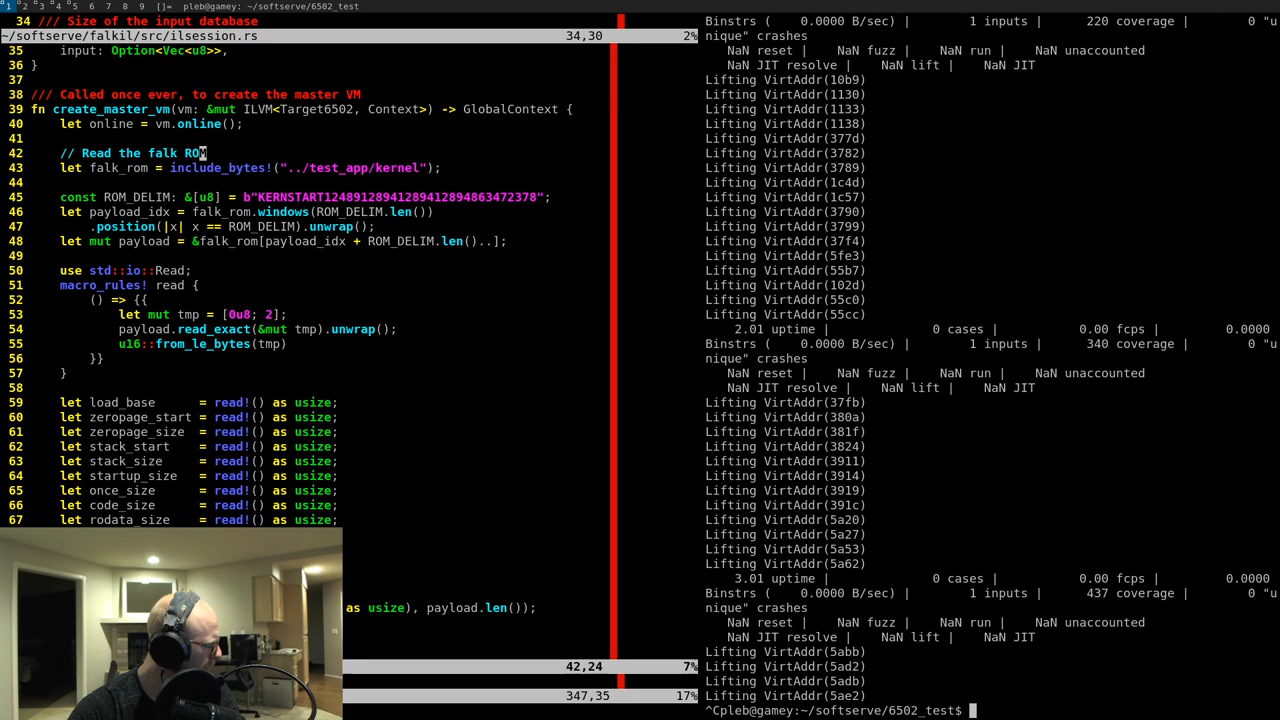 1 2 3 4 5 6 7 8 9 []= pleb@gamey: ~/softserve/6502_test
34 /// Size of the input database
~/softserve/falkil/src/ilsession.rs 34,30 2%
35 input: Option<Vec<u8>>,
36 }
37
38 /// Called once ever, to create the master VM
39 fn create_master_vm(vm: &mut ILVM<Target6502, Context>) -> GlobalContext {
40 let online = vm.online();
41
42 // Read the falk ROM
43 let falk_rom = include_bytes!("../test_app/kernel");
44
45 const ROM_DELIM: &[u8] = b"KERNSTART12489128941289412894863472378";
46 let payload_idx = falk_rom.windows(ROM_DELIM.len())
47 .position(|x| x == ROM_DELIM).unwrap();
48 let mut payload = &falk_rom[payload_idx + ROM_DELIM.len()..];
49
50 use std::io::Read;
51 macro_rules! read {
52 () => {{
53 let mut tmp = [0u8; 2];
54 payload.read_exact(&mut tmp).unwrap();
55 u16::from_le_bytes(tmp)
56 }}
57 }
58
59 let load_base = read!() as usize;
60 let zeropage_start = read!() as usize;
61 let zeropage_size = read!() as usize;
62 let stack_start = read!() as usize;
63 let stack_size = read!() as usize;
64 let startup_size = read!() as usize;
65 let once_size = read!() as usize;
66 let code_size = read!() as usize;
67 let rodata_size = read!() as usize;
as usize), payload.len());
42,24 7%
347,35 17%
Binstrs ( 0.0000 B/sec) | 1 inputs | 220 coverage | 0 "u
nique" crashes
NaN reset | NaN fuzz | NaN run | NaN unaccounted
NaN JIT resolve | NaN lift | NaN JIT
Lifting VirtAddr(10b9)
Lifting VirtAddr(1130)
Lifting VirtAddr(1133)
Lifting VirtAddr(1138)
Lifting VirtAddr(377d)
Lifting VirtAddr(3782)
Lifting VirtAddr(3789)
Lifting VirtAddr(1c4d)
Lifting VirtAddr(1c57)
Lifting VirtAddr(3790)
Lifting VirtAddr(3799)
Lifting VirtAddr(37f4)
Lifting VirtAddr(5fe3)
Lifting VirtAddr(55b7)
Lifting VirtAddr(102d)
Lifting VirtAddr(55c0)
Lifting VirtAddr(55cc)
2.01 uptime | 0 cases | 0.00 fcps | 0.0000
Binstrs ( 0.0000 B/sec) | 1 inputs | 340 coverage | 0 "u
nique" crashes
NaN reset | NaN fuzz | NaN run | NaN unaccounted
NaN JIT resolve | NaN lift | NaN JIT
Lifting VirtAddr(37fb)
Lifting VirtAddr(380a)
Lifting VirtAddr(381f)
Lifting VirtAddr(3824)
Lifting VirtAddr(3911)
Lifting VirtAddr(3914)
Lifting VirtAddr(3919)
Lifting VirtAddr(391c)
Lifting VirtAddr(5a20)
Lifting VirtAddr(5a27)
Lifting VirtAddr(5a53)
Lifting VirtAddr(5a62)
3.01 uptime | 0 cases | 0.00 fcps | 0.0000
Binstrs ( 0.0000 B/sec) | 1 inputs | 437 coverage | 0 "u
nique" crashes
NaN reset | NaN fuzz | NaN run | NaN unaccounted
NaN JIT resolve | NaN lift | NaN JIT
Lifting VirtAddr(5abb)
Lifting VirtAddr(5ad2)
Lifting VirtAddr(5adb)
Lifting VirtAddr(5ae2)
^Cpleb@gamey:~/softserve/6502_test$